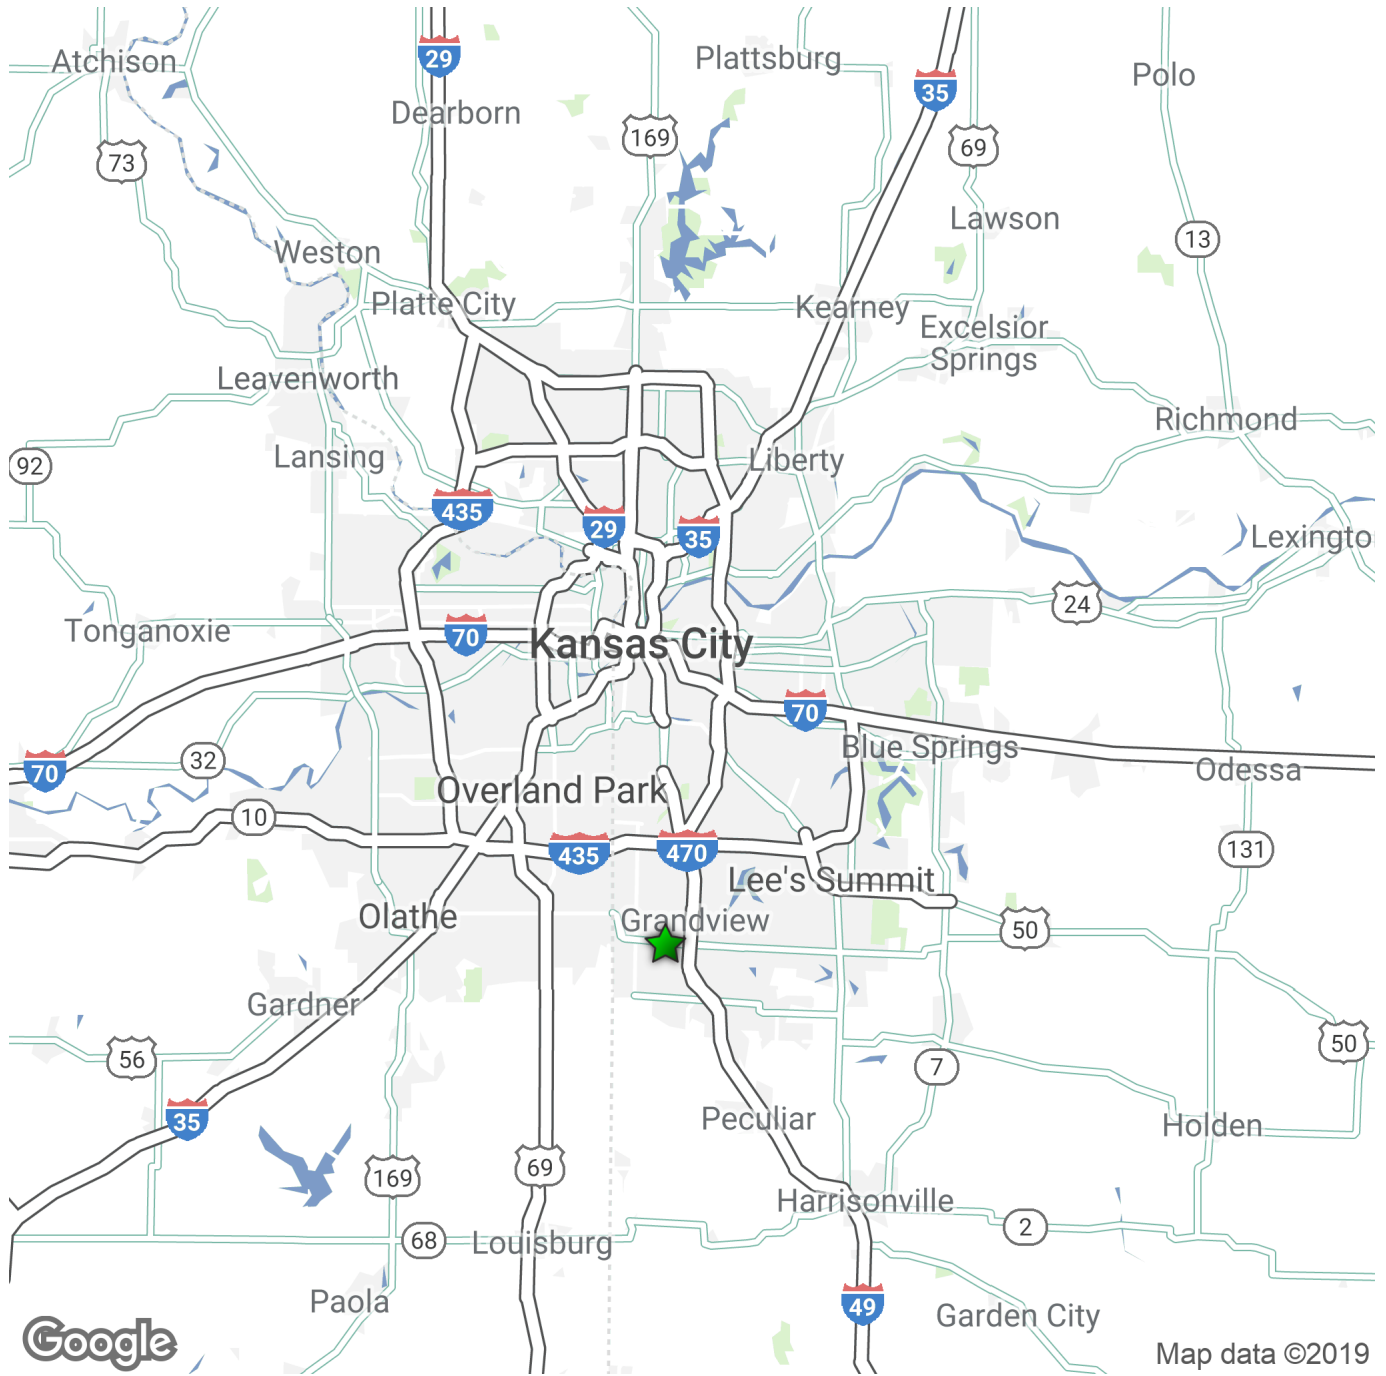 Atchison
29
Plattsburg
Polo
35
Dearborn
169
69
73
Lawson
13
Weston
Platte City
Kearney
Excelsior
Springs
Leavenworth
Richmond
92
Lansing
Liberty
435
29
35
Lexingto
24
Tonganoxie
70
Kansas City
70
32
Blue Springs
70
Odessa
Overland Park
10
435
470
131
Lee's Summit
Olathe
Grandview
50
Gardner
50
56
7
35
Peculiar
Holden
169
69
Harrisonville
2
68
Louisburg
Paola
49
Garden City
Google
Map data ©2019